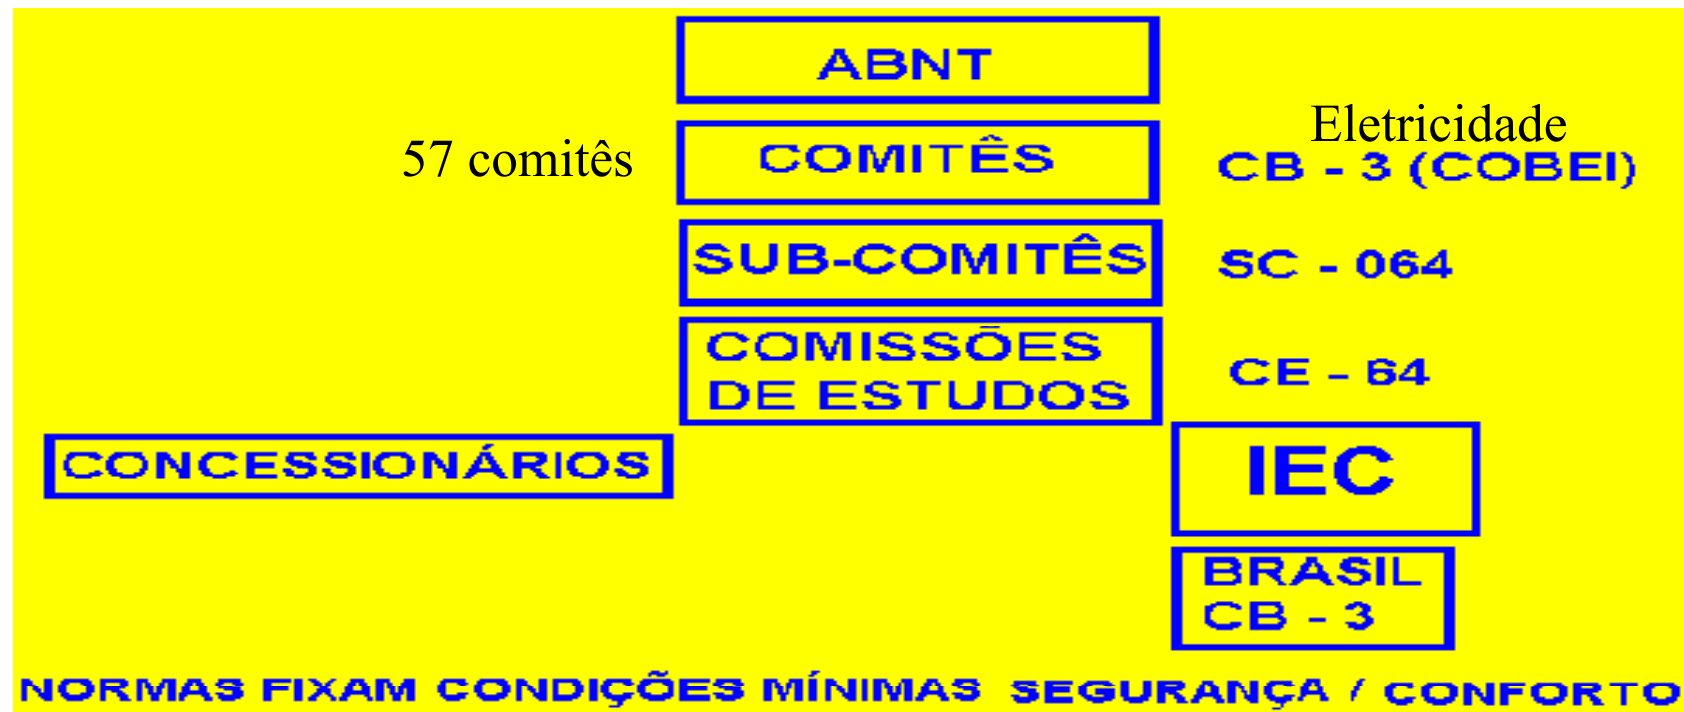 ABNT
57 comitês
COMITÊS
Eletricidade
CB - 3 (COBEI)
SUB-COMITÊS
SC - 064
COMISSÕES
DE ESTUDOS
CE - 64
CONCESSIONÁRIOS
IEC
BRASIL
CB - 3
NORMAS FIXAM CONDIÇÕES MÍNIMAS SEGURANÇA / CONFORTO